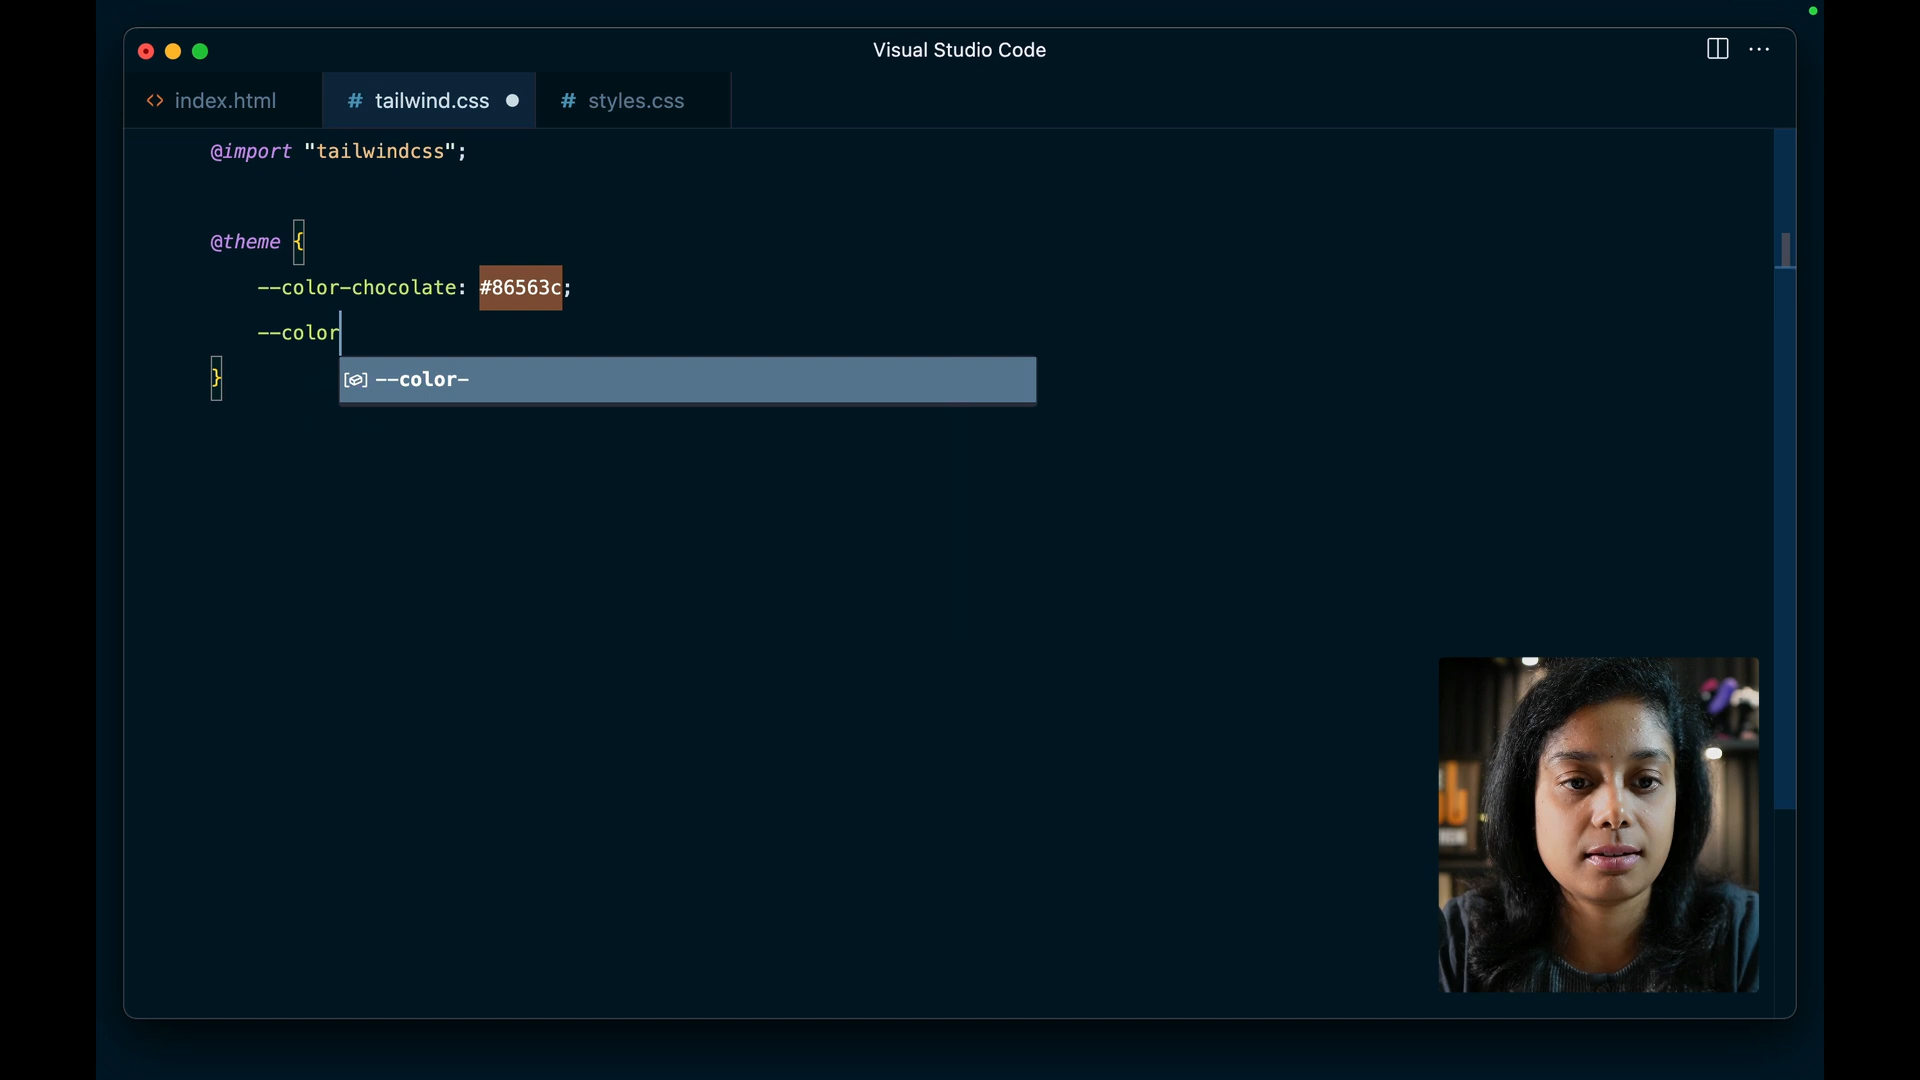 Visual Studio Code
index.html
tailwind.css
styles.css
@import "tailwindcss";
@theme {
--color-chocolate: #86563c;
--color
--color-
}